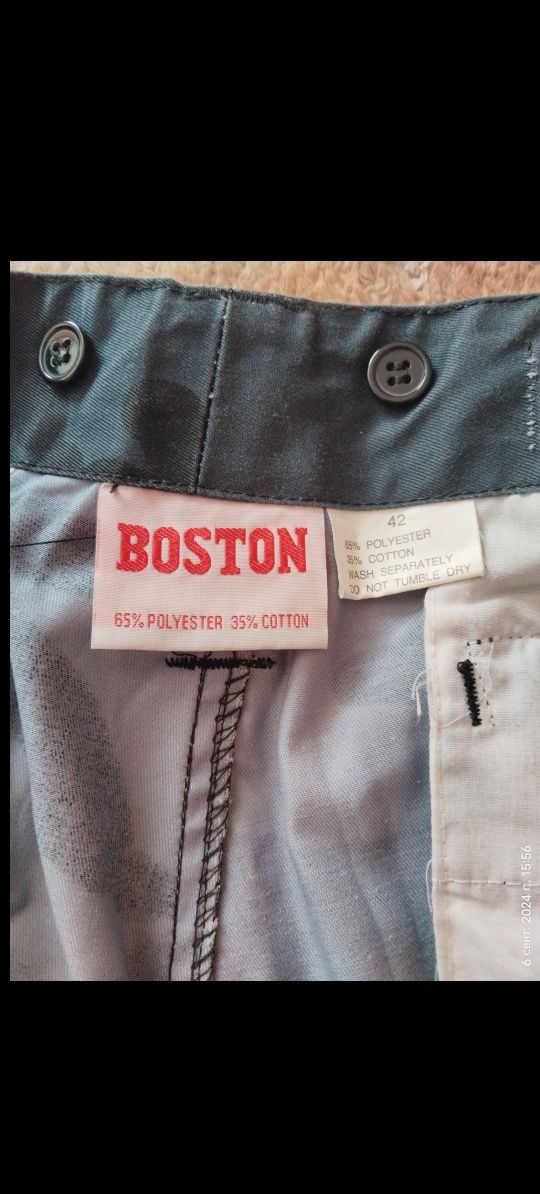 BOSTON
65% POLYESTER 35% COTTON
42
65% POLYESTER
35% COTTON
WASH SEPARATELY
DO NOT TUMBLE DRY
6 сент. 2024 г., 15:56